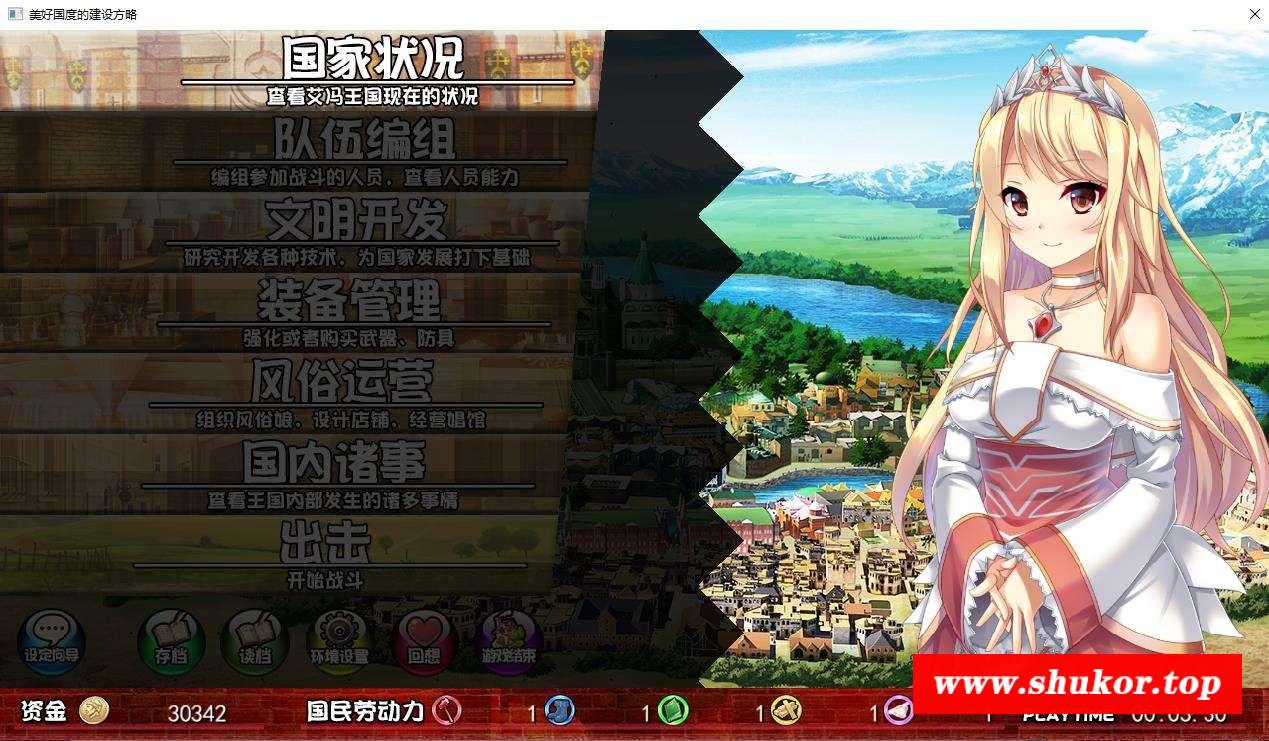 美好国度的建设方略
国家状况
查看艾冯王国现在的状况
队伍编组
编组参加战斗的人员，查看人员能力
文明开发
研究开发各种技术，为国家发展打下基础
装备管理
强化或者购买武器、防具
风俗运营
组织风俗娘，设计店铺，经营娼馆
国内诸事
查看王国内部发生的诸多事情
出击
开始战斗
设定向导 存档 读档 环境设置 回想 游戏结束
www.shukor.top
资金 30342 国民劳动力 1 1 1 1 1 PLAYTIME 00:03:30